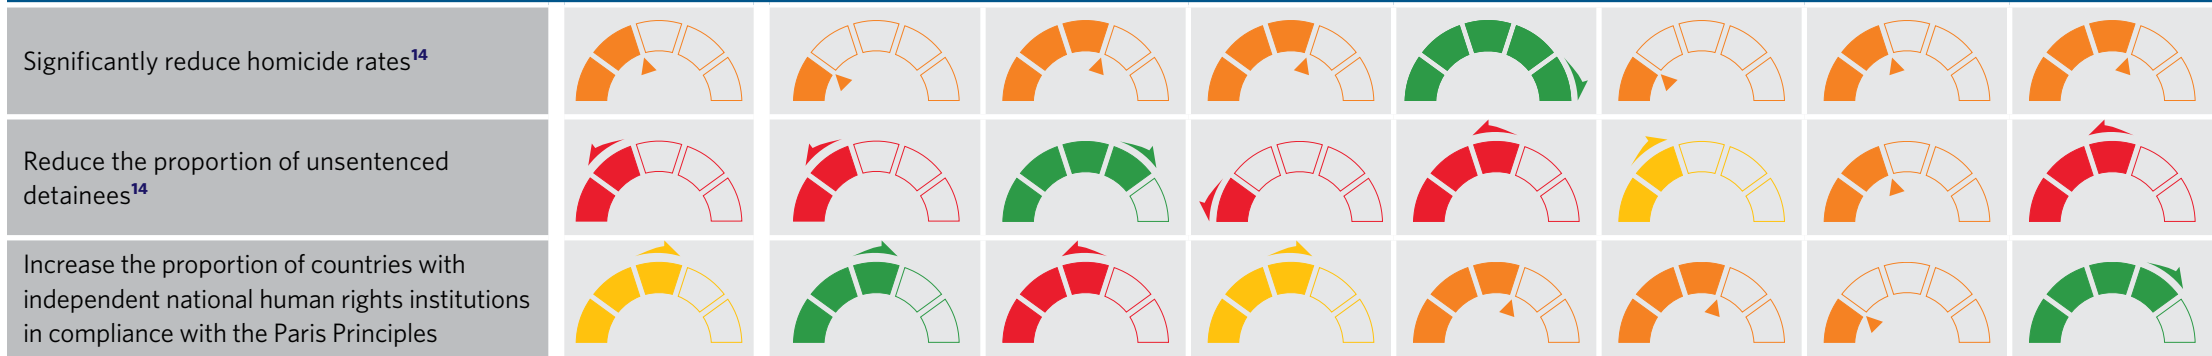 Significantly reduce homicide rates14
Reduce the proportion of unsentenced
detainees14
Increase the proportion of countries with
independent national human rights institutions
in compliance with the Paris Principles